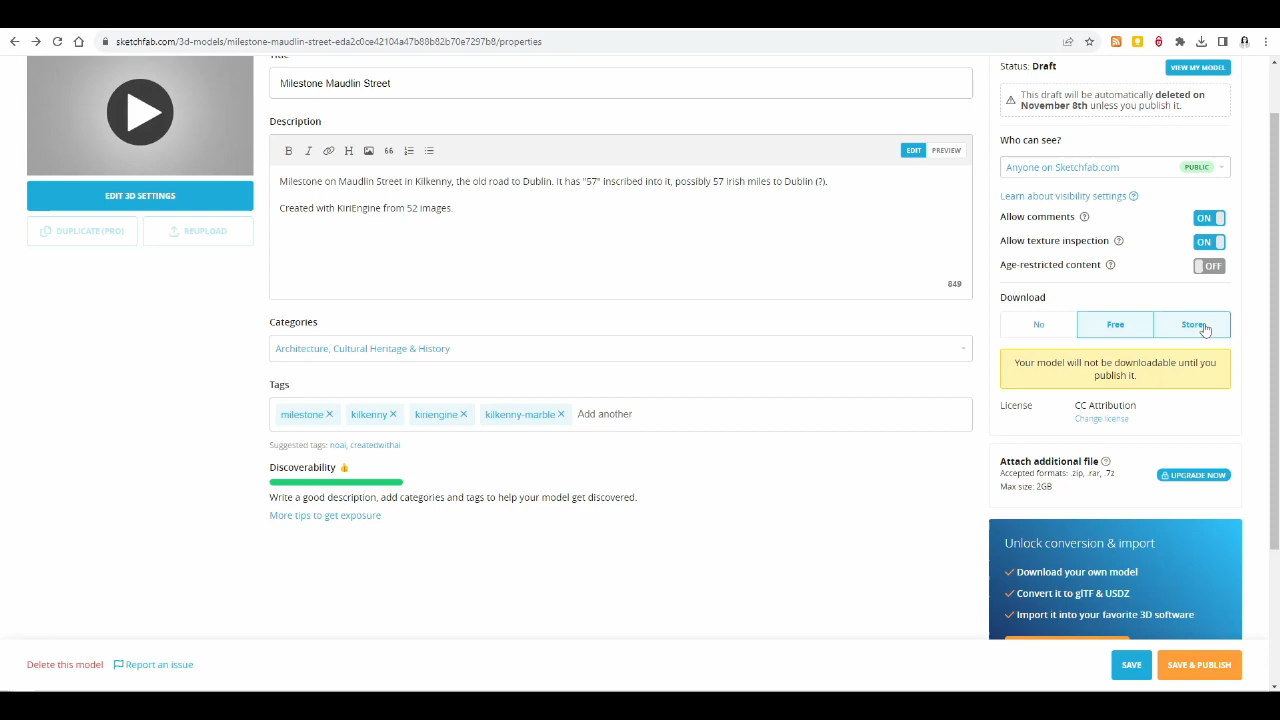 sketchfab.com/3d-models/milestone-maudlin-street-eda2c0ce42104a47b88b82b70e7297b8/properties
Title
Milestone Maudlin Street
Description
EDIT
PREVIEW
Milestone on Maudlin Street in Kilkenny, the old road to Dublin. It has "57" inscribed into it, possibly 57 Irish miles to Dublin (?).
Created with KiriEngine from 52 images.
849
EDIT 3D SETTINGS
DUPLICATE (PRO)
REUPLOAD
Categories
Architecture, Cultural Heritage & History
Tags
milestone ✕ kilkenny ✕ kiriengine ✕ kilkenny-marble ✕ Add another
Suggested tags: noai, createdwithai
Discoverability 👍
Write a good description, add categories and tags to help your model get discovered.
More tips to get exposure
Status: Draft
VIEW MY MODEL
This draft will be automatically deleted on
November 8th unless you publish it.
Who can see?
Anyone on Sketchfab.com PUBLIC
Learn about visibility settings ?
Allow comments ? ON
Allow texture inspection ? ON
Age-restricted content ? OFF
Download
No
Free
Store
Your model will not be downloadable until you
publish it.
License CC Attribution
Change license
Attach additional file ?
Accepted formats: .zip, .rar, .7z
Max size: 2GB
UPGRADE NOW
Unlock conversion & import
Download your own model
Convert it to glTF & USDZ
Import it into your favorite 3D software
Delete this model
Report an issue
SAVE
SAVE & PUBLISH